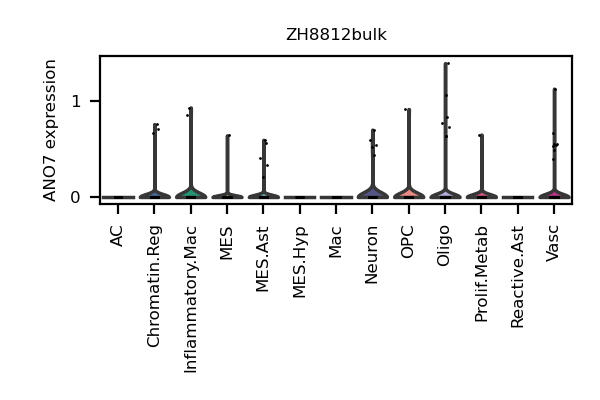 ZH8812bulk
ANO7 expression
1
0
AC
Chromatin.Reg
Inflammatory.Mac
MES
MES.Ast
MES.Hyp
Mac
Neuron
OPC
Oligo
Prolif.Metab
Reactive.Ast
Vasc